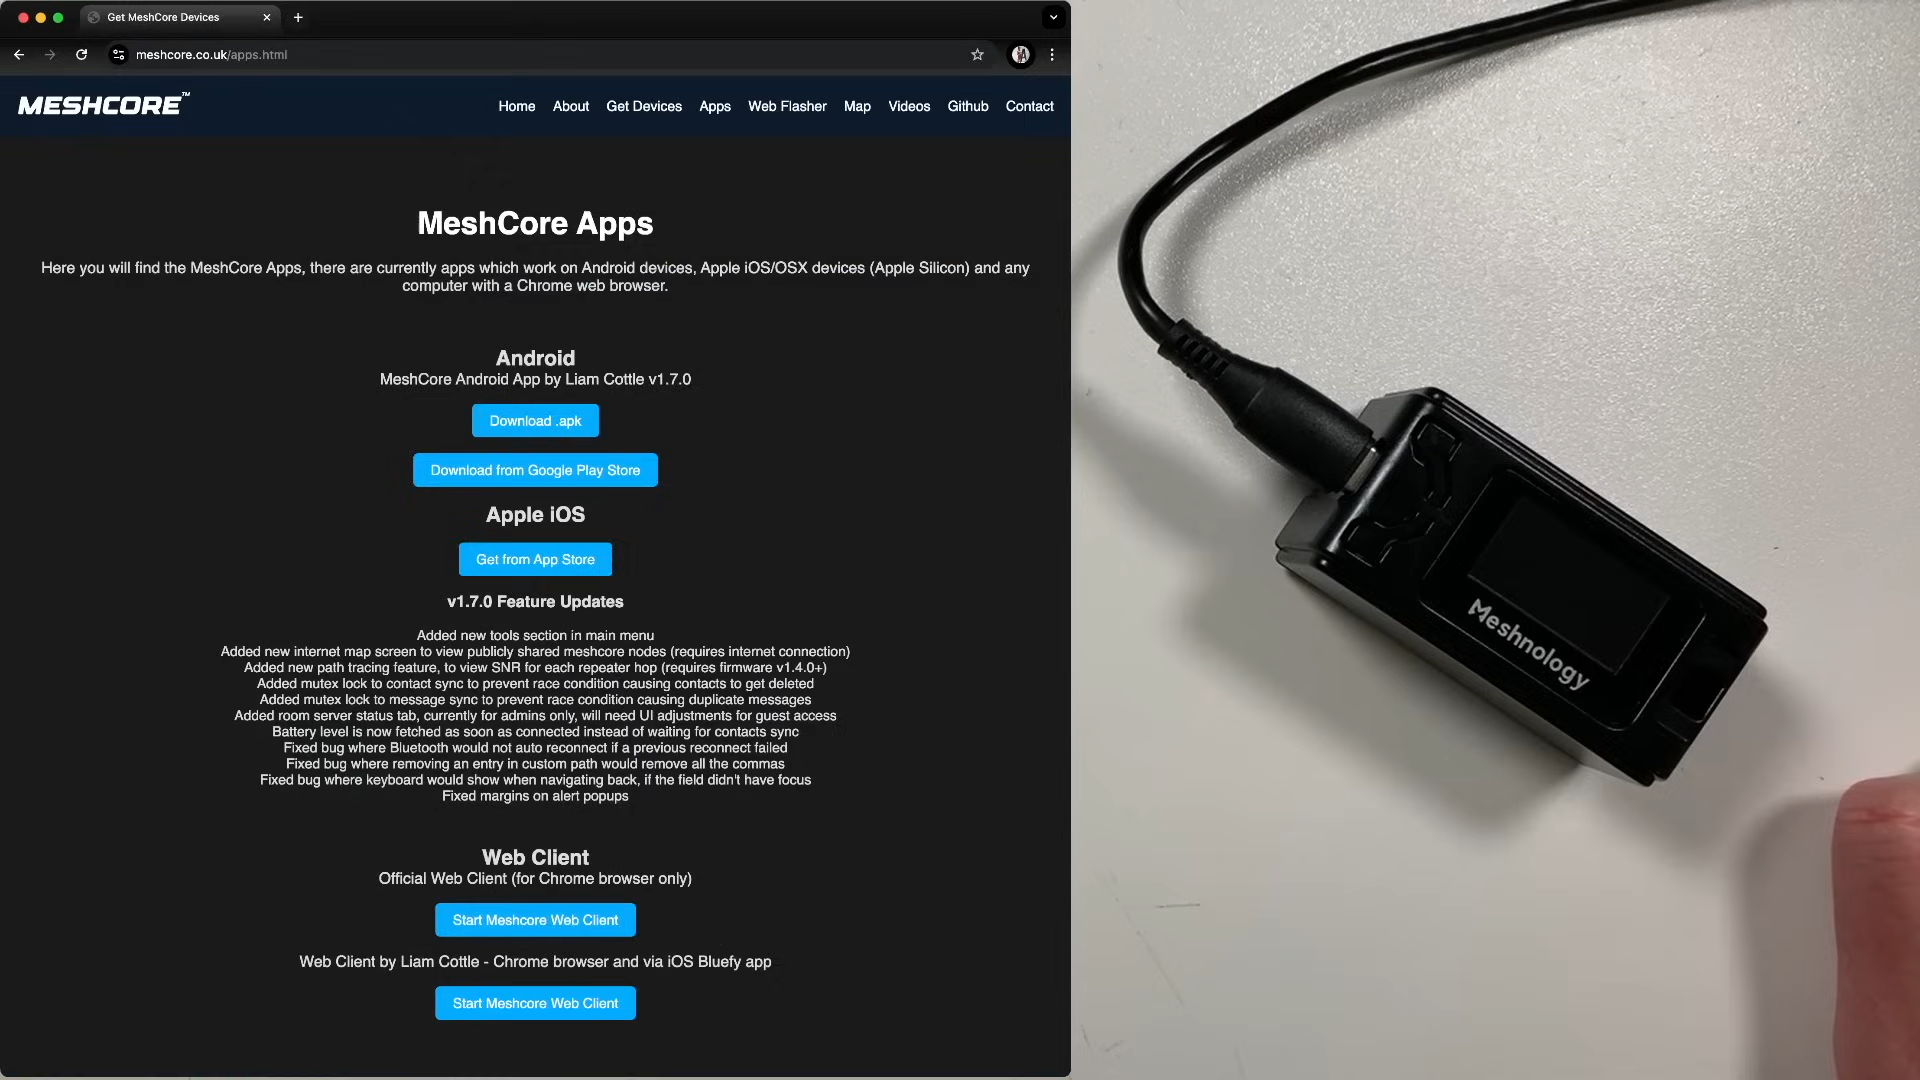 Get MeshCore Devices
meshcore.co.uk/apps.html
MESHCORE™
Home About Get Devices Apps Web Flasher Map Videos Github Contact
MeshCore Apps
Here you will find the MeshCore Apps, there are currently apps which work on Android devices, Apple iOS/OSX devices (Apple Silicon) and any
computer with a Chrome web browser.
Android
MeshCore Android App by Liam Cottle v1.7.0
Download .apk
Download from Google Play Store
Apple iOS
Get from App Store
v1.7.0 Feature Updates
Added new tools section in main menu
Added new internet map screen to view publicly shared meshcore nodes (requires internet connection)
Added new path tracing feature, to view SNR for each repeater hop (requires firmware v1.4.0+)
Added mutex lock to contact sync to prevent race condition causing contacts to get deleted
Added mutex lock to message sync to prevent race condition causing duplicate messages
Added room server status tab, currently for admins only, will need UI adjustments for guest access
Battery level is now fetched as soon as connected instead of waiting for contacts sync
Fixed bug where Bluetooth would not auto reconnect if a previous reconnect failed
Fixed bug where removing an entry in custom path would remove all the commas
Fixed bug where keyboard would show when navigating back, if the field didn't have focus
Fixed margins on alert popups
Web Client
Official Web Client (for Chrome browser only)
Start Meshcore Web Client
Web Client by Liam Cottle - Chrome browser and via iOS Bluefy app
Start Meshcore Web Client
Meshnology